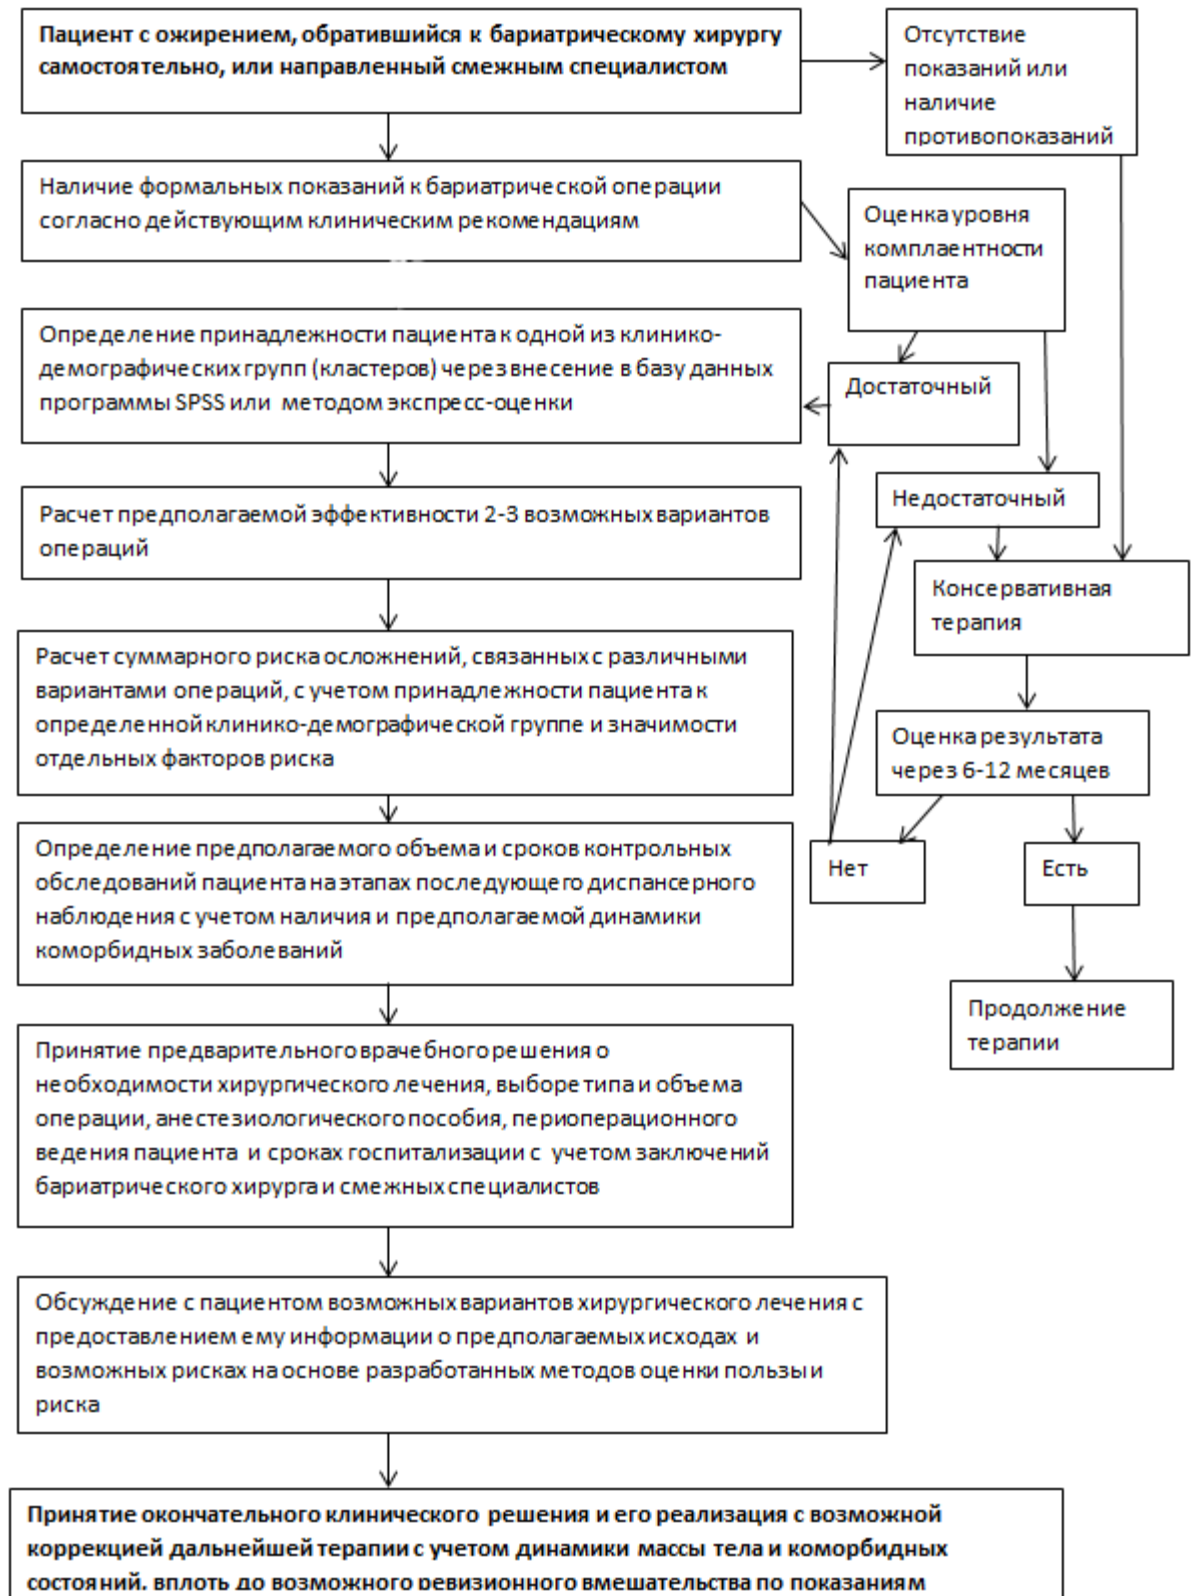 Пациент с ожирением, обратившийся к бариатрическому хирургу
самостоятельно, или направленный смежным специалистом
Отсутствие
показаний или
наличие
противопоказаний
Наличие формальных показаний к бариатрической операции
согласно действующим клиническим рекомендациям
Оценка уровня
комплаентности
пациента
Определение принадлежности пациента к одной из клинико-
демографических групп (кластеров) через внесение в базу данных
программы SPSS или методом экспресс-оценки
Достаточный
Недостаточный
Расчет предполагаемой эффективности 2-3 возможных вариантов
операций
Консервативная
терапия
Расчет суммарного риска осложнений, связанных с различными
вариантами операций, с учетом принадлежности пациента к
определенной клинико-демографической группе и значимости
отдельных факторов риска
Оценка результата
через 6-12 месяцев
Определение предполагаемого объема и сроков контрольных
обследований пациента на этапах последующего диспансерного
наблюдения с учетом наличия и предполагаемой динамики
коморбидных заболеваний
Нет
Есть
Продолжение
терапии
Принятие предварительного врачебного решения о
необходимости хирургического лечения, выборе типа и объема
операции, анестезиологического пособия, периоперационного
ведения пациента и сроках госпитализации с учетом заключений
бариатрического хирурга и смежных специалистов
Обсуждение с пациентом возможных вариантов хирургического лечения с
предоставлением ему информации о предполагаемых исходах и
возможных рисках на основе разработанных методов оценки пользы и
риска
Принятие окончательного клинического решения и его реализация с возможной
коррекцией дальнейшей терапии с учетом динамики массы тела и коморбидных
состояний, вплоть до возможного ревизионного вмешательства по показаниям